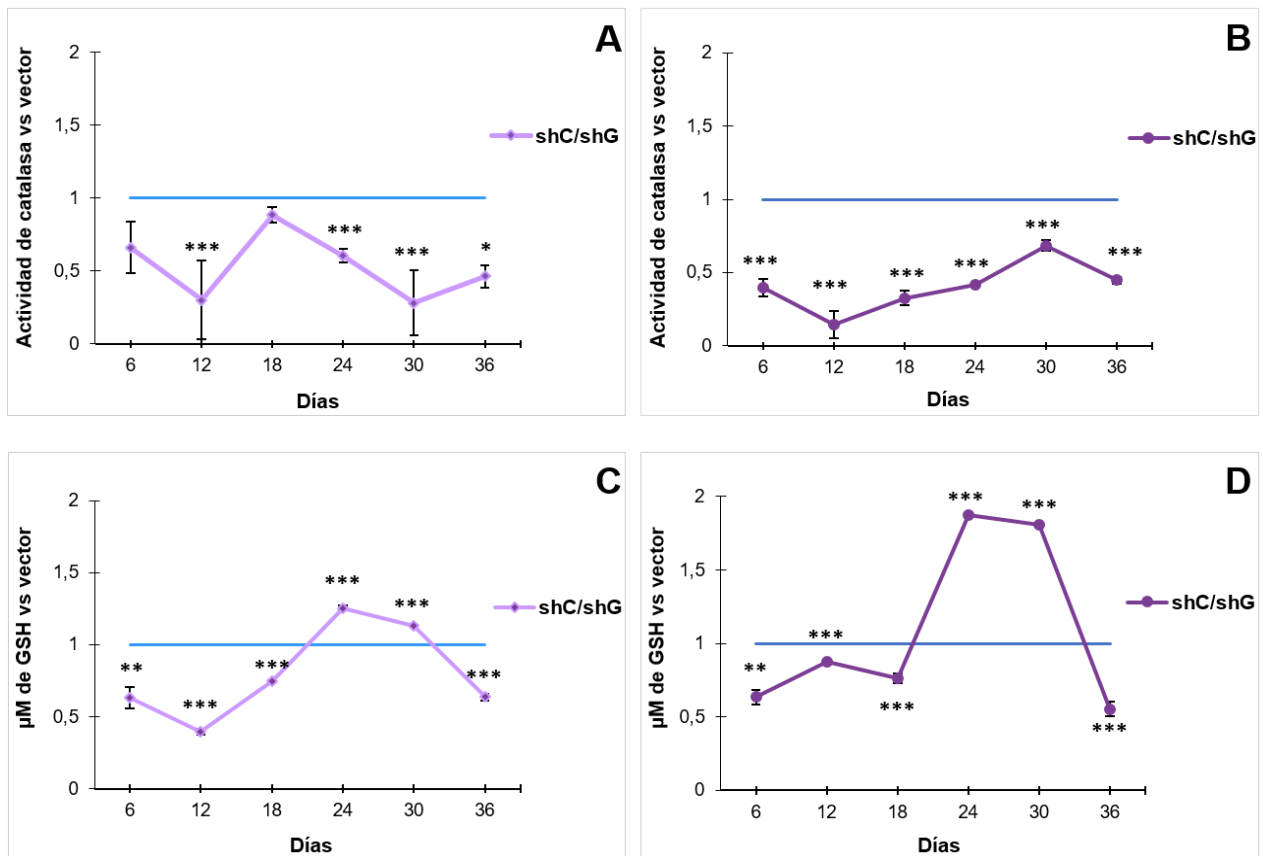 A
Actividad de catalasa vs vector
2
1,5
1
0,5
0
***
***
***
*
shC/shG
6 12 18 24 30 36
Días
B
Actividad de catalasa vs vector
2
1,5
1
0,5
0
***
***
***
***
***
***
shC/shG
6 12 18 24 30 36
Días
C
µM de GSH vs vector
2
1,5
1
0,5
0
**
***
***
***
***
***
shC/shG
6 12 18 24 30 36
Días
D
µM de GSH vs vector
2
1,5
1
0,5
0
**
***
***
***
***
***
shC/shG
6 12 18 24 30 36
Días